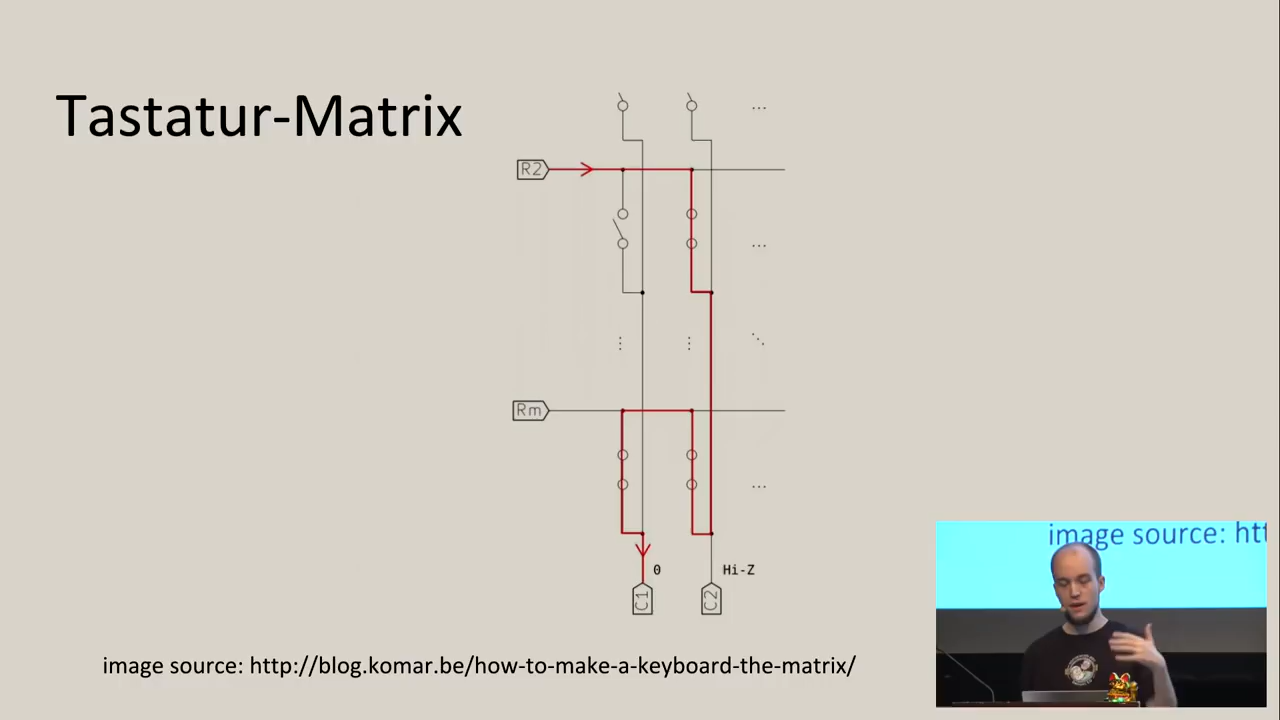 Tastatur-Matrix
...
R2
...
...
Rm
...
0
Hi-Z
C1
C2
image source: http://blog.komar.be/how-to-make-a-keyboard-the-matrix/
image source: htt